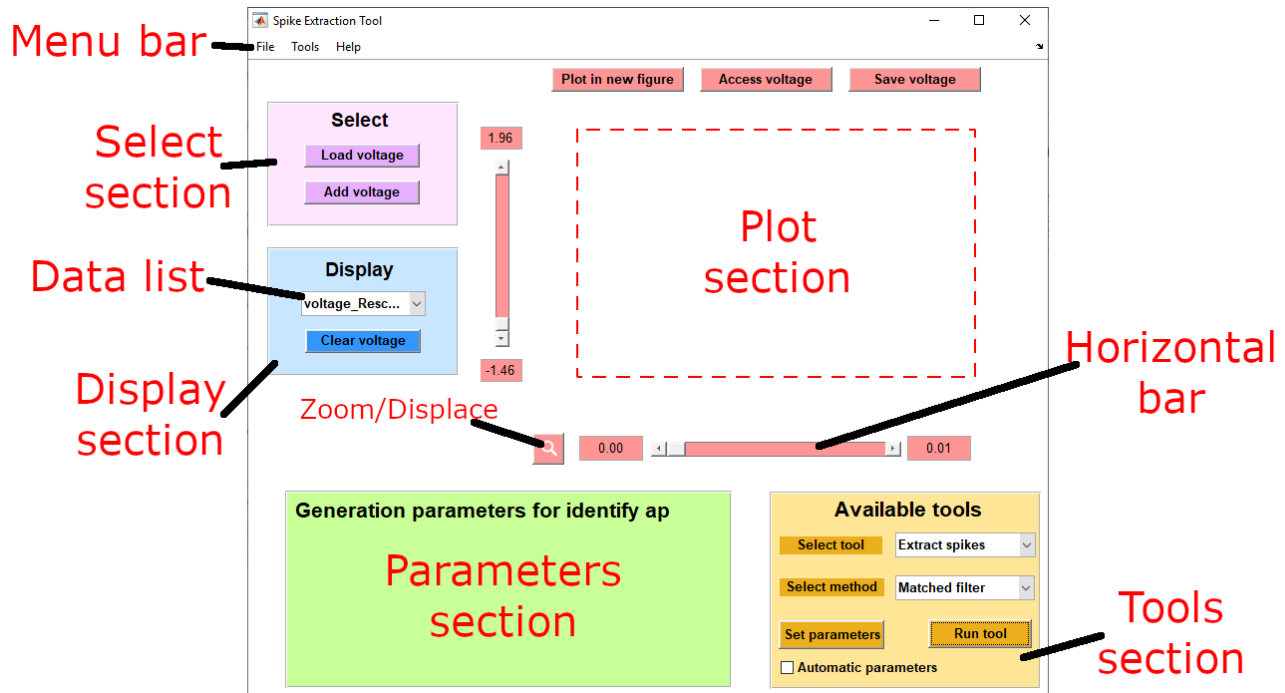 Spike Extraction Tool
Menu bar
File Tools Help
Plot in new figure Access voltage Save voltage
Select
section
Select
Load voltage
Add voltage
1.96
Plot
section
Data list
Display
voltage_Resc...
Clear voltage
-1.46
Display
section
Horizontal
bar
Zoom/Displace
0.00
0.01
Generation parameters for identify ap
Parameters
section
Available tools
Select tool Extract spikes
Select method Matched filter
Set parameters Run tool
Automatic parameters
Tools
section